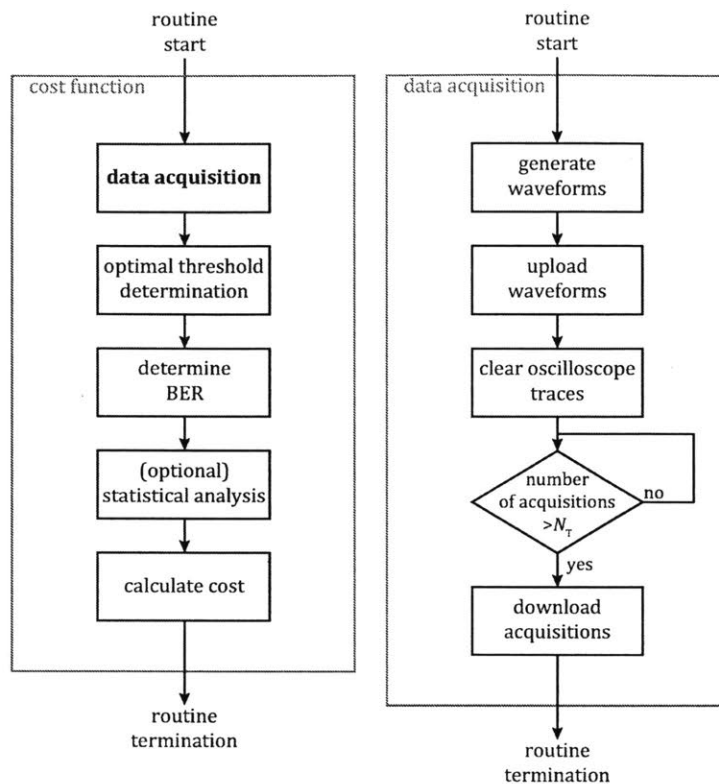 routine
start
cost function
data acquisition
optimal threshold
determination
determine
BER
(optional)
statistical analysis
calculate cost
routine
termination
routine
start
data acquisition
generate
waveforms
upload
waveforms
clear oscilloscope
traces
number
of acquisitions
>N_T
no
yes
download
acquisitions
routine
termination